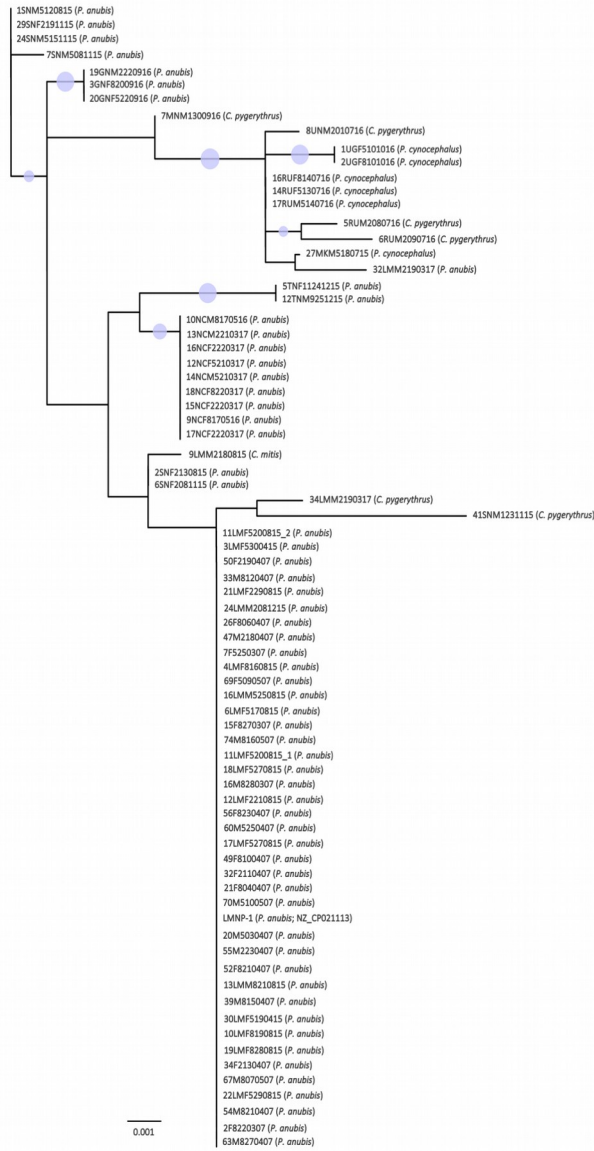 1SNM5120815 (P. anubis)
29SNF2191115 (P. anubis)
24SNM5151115 (P. anubis)
7SNM5081115 (P. anubis)
19GNM2220916 (P. anubis)
3GNF8200916 (P. anubis)
20GNF5220916 (P. anubis)
7MNM1300916 (C. pygerythrus)
8UNM2010716 (C. pygerythrus)
1UGF5101016 (P. cynocephalus)
2UGF8101016 (P. cynocephalus)
16RUF8140716 (P. cynocephalus)
14RUF5130716 (P. cynocephalus)
17RUM5140716 (P. cynocephalus)
5RUM2080716 (C. pygerythrus)
6RUM2090716 (C. pygerythrus)
27MKM5180715 (P. cynocephalus)
32LMM2190317 (P. anubis)
5TNF11241215 (P. anubis)
12TNM9251215 (P. anubis)
10NCM8170516 (P. anubis)
13NCM2210317 (P. anubis)
16NCF2220317 (P. anubis)
12NCF5210317 (P. anubis)
14NCM5210317 (P. anubis)
18NCF8220317 (P. anubis)
15NCF2220317 (P. anubis)
9NCF8170516 (P. anubis)
17NCF2220317 (P. anubis)
9LMM2180815 (C. mitis)
2SNF2130815 (P. anubis)
6SNF2081115 (P. anubis)
34LMM2190317 (C. pygerythrus)
41SNM1231115 (C. pygerythrus)
11LMF5200815_2 (P. anubis)
3LMF5300415 (P. anubis)
50F2190407 (P. anubis)
33M8120407 (P. anubis)
21LMF2290815 (P. anubis)
24LMM2081215 (P. anubis)
26F8060407 (P. anubis)
47M2180407 (P. anubis)
7F5250307 (P. anubis)
4LMF8160815 (P. anubis)
69F5090507 (P. anubis)
16LMM5250815 (P. anubis)
6LMF5170815 (P. anubis)
15F8270307 (P. anubis)
74M8160507 (P. anubis)
11LMF5200815_1 (P. anubis)
18LMF5270815 (P. anubis)
16M8280307 (P. anubis)
12LMF2210815 (P. anubis)
56F8230407 (P. anubis)
60M5250407 (P. anubis)
17LMF5270815 (P. anubis)
49F8100407 (P. anubis)
32F2110407 (P. anubis)
21F8040407 (P. anubis)
70M5100507 (P. anubis)
LMNP-1 (P. anubis; NZ_CP021113)
20M5030407 (P. anubis)
55M2230407 (P. anubis)
52F8210407 (P. anubis)
13LMM8210815 (P. anubis)
39M8150407 (P. anubis)
30LMF5190415 (P. anubis)
10LMF8190815 (P. anubis)
19LMF8280815 (P. anubis)
34F2130407 (P. anubis)
67M8070507 (P. anubis)
22LMF5290815 (P. anubis)
54M8210407 (P. anubis)
2F8220307 (P. anubis)
63M8270407 (P. anubis)
0.001